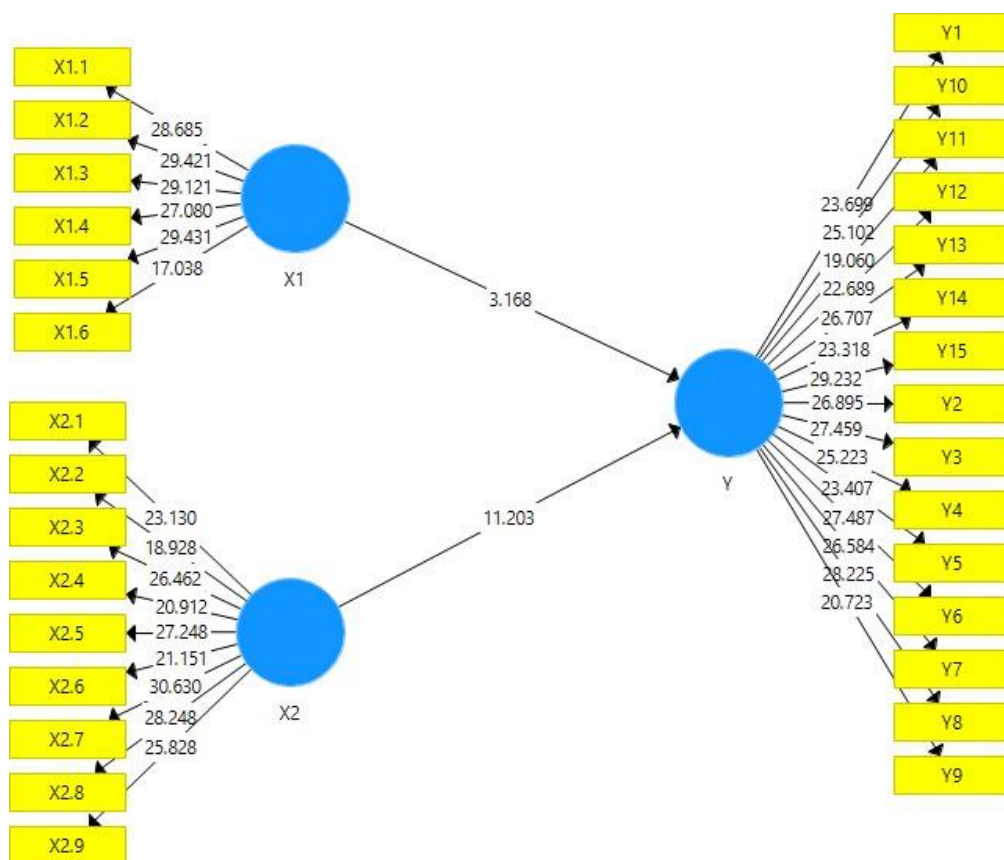 X1.1
X1.2
X1.3
X1.4
X1.5
X1.6
28.685
29.421
29.121
27.080
29.431
17.038
X1
3.168
X2.1
X2.2
X2.3
X2.4
X2.5
X2.6
X2.7
X2.8
X2.9
23.130
18.928
26.462
20.912
27.248
21.151
30.630
28.248
25.828
X2
11.203
Y
23.699
25.102
19.060
22.689
26.707
23.318
29.232
26.895
27.459
25.223
23.407
27.487
26.584
28.225
20.723
Y1
Y10
Y11
Y12
Y13
Y14
Y15
Y2
Y3
Y4
Y5
Y6
Y7
Y8
Y9